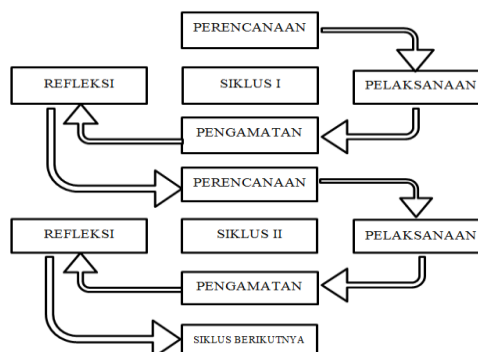 PERENCANAAN
REFLEKSI
SIKLUS I
PELAKSANAAN
PENGAMATAN
PERENCANAAN
REFLEKSI
SIKLUS II
PELAKSANAAN
PENGAMATAN
SIKLUS BERIKUTNYA